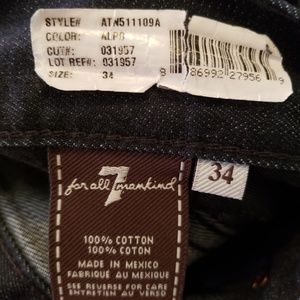 STYLE# ATN511109A
COLOR: ALPG
CUT#: 031957
LOT REF#: 031957
SIZE: 34
8 86992 27956 9
7
for all mankind
34
100% COTTON
100% COTON
MADE IN MEXICO
FABRIQUÉ AU MEXIQUE
SEE REVERSE FOR CARE
ENTRETIEN AU VERSO